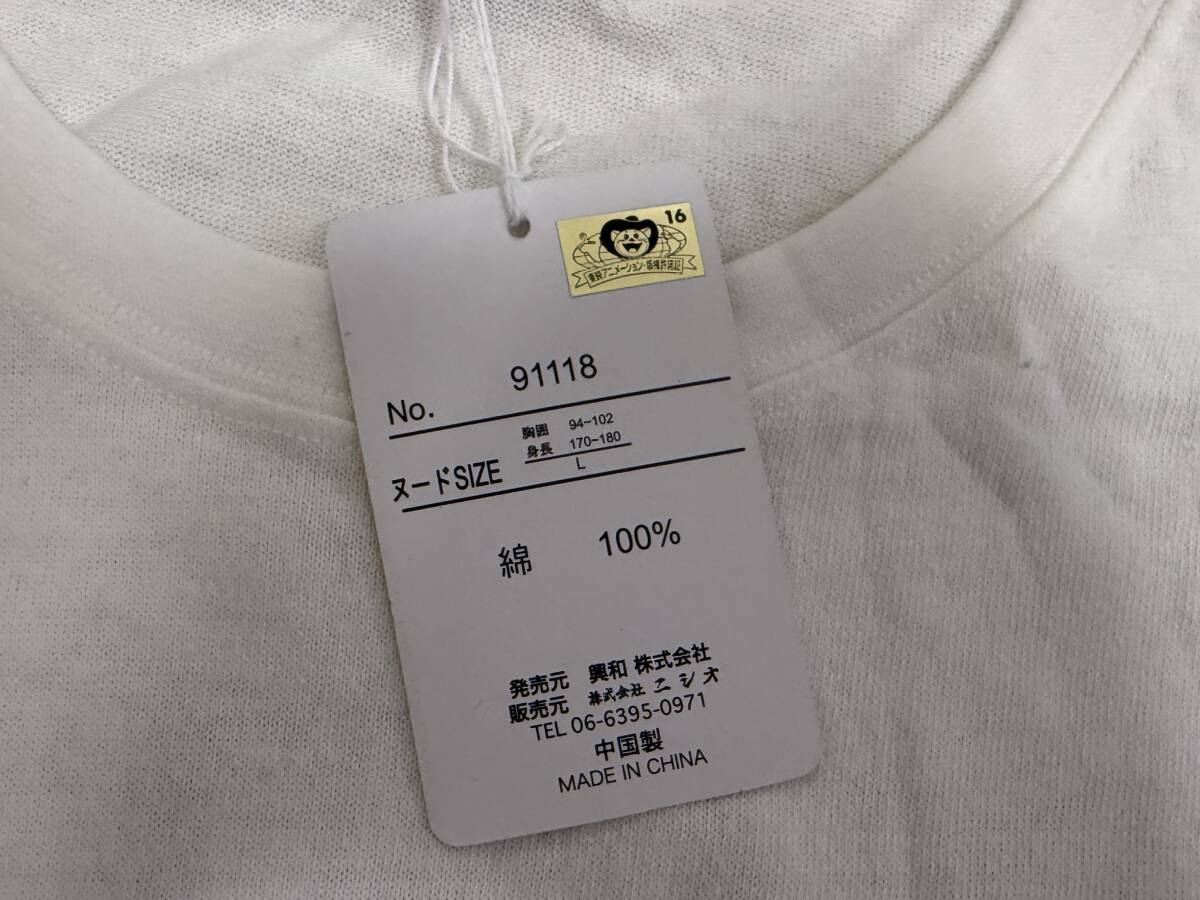 16
東映アニメーション・版権許諾証
No. 91118
胸囲 94-102
ヌードSIZE 身長 170-180
L
綿 100%
発売元 興和 株式会社
販売元 株式会社 ニシオ
TEL 06-6395-0971
中国製
MADE IN CHINA